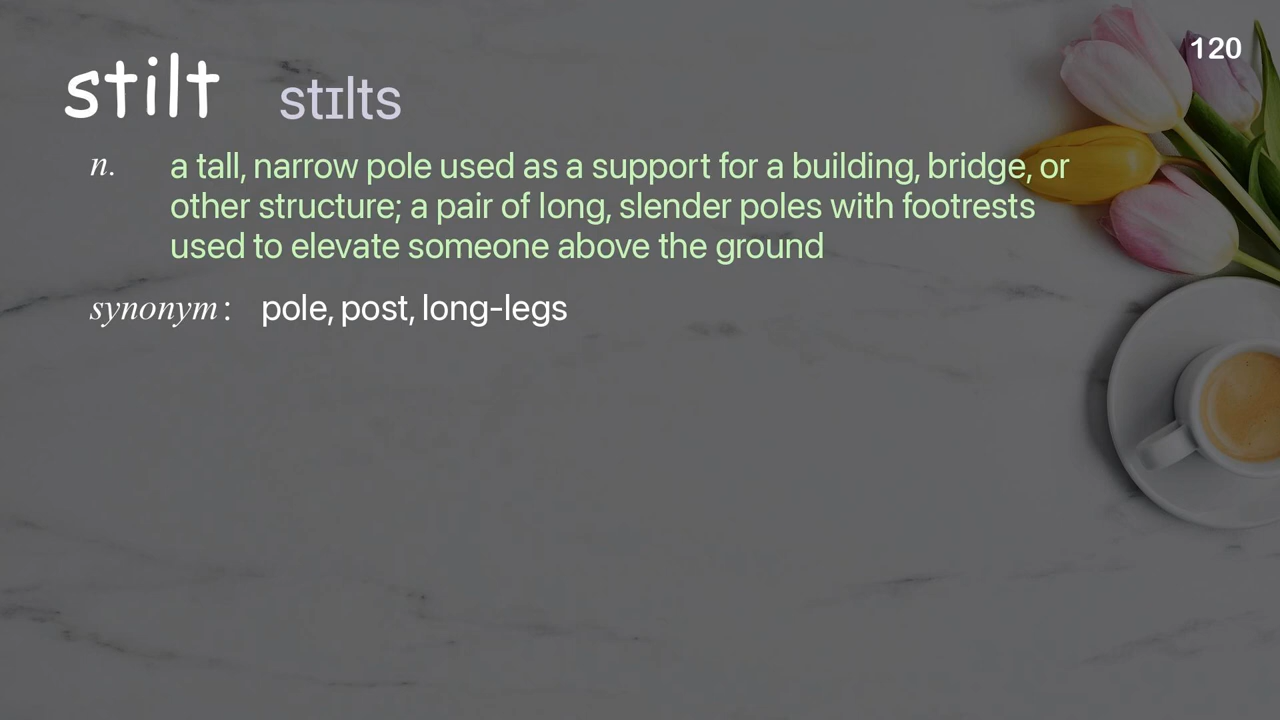 120
stilt stɪlts
n. a tall, narrow pole used as a support for a building, bridge, or
other structure; a pair of long, slender poles with footrests
used to elevate someone above the ground
synonym: pole, post, long-legs